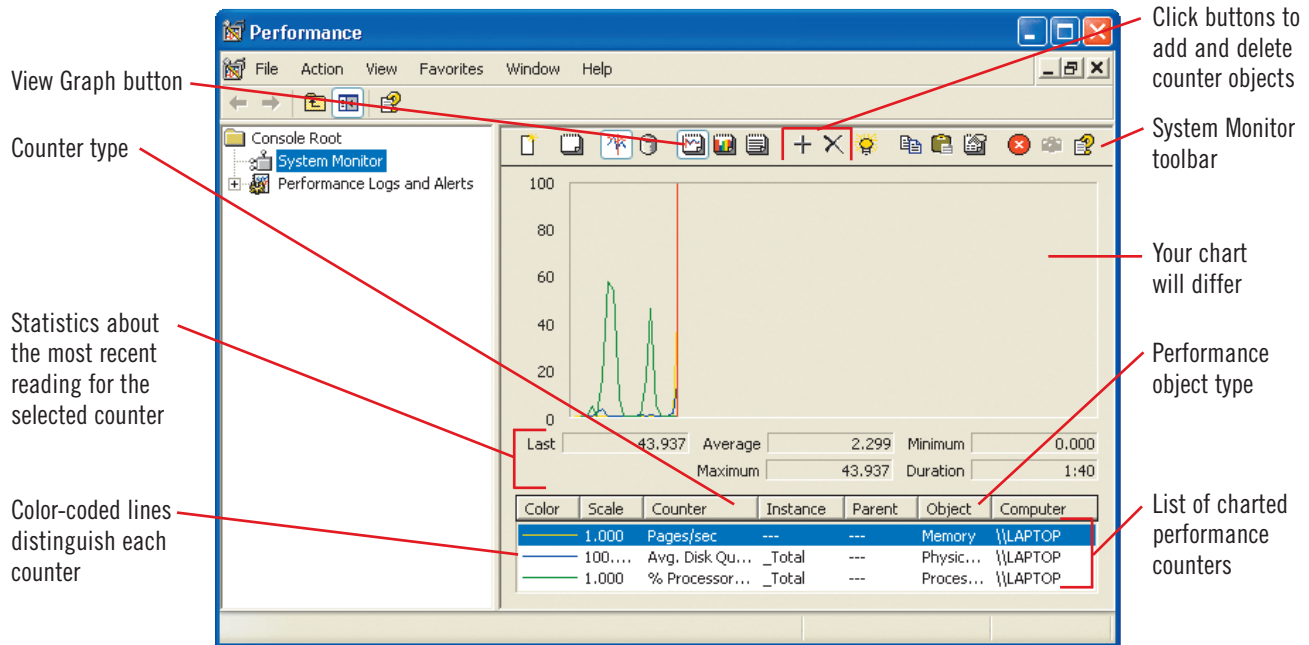 Performance
File Action View Favorites Window Help
Console Root
System Monitor
Performance Logs and Alerts
100
80
60
40
20
0
Last 43.937 Average 2.299 Minimum 0.000
Maximum 43.937 Duration 1:40
Color Scale Counter Instance Parent Object Computer
1.000 Pages/sec --- --- Memory \\LAPTOP
100.... Avg. Disk Qu... _Total --- Physic... \\LAPTOP
1.000 % Processor... _Total --- Proces... \\LAPTOP
View Graph button
Counter type
Statistics about
the most recent
reading for the
selected counter
Color-coded lines
distinguish each
counter
Click buttons to
add and delete
counter objects
System Monitor
toolbar
Your chart
will differ
Performance
object type
List of charted
performance
counters